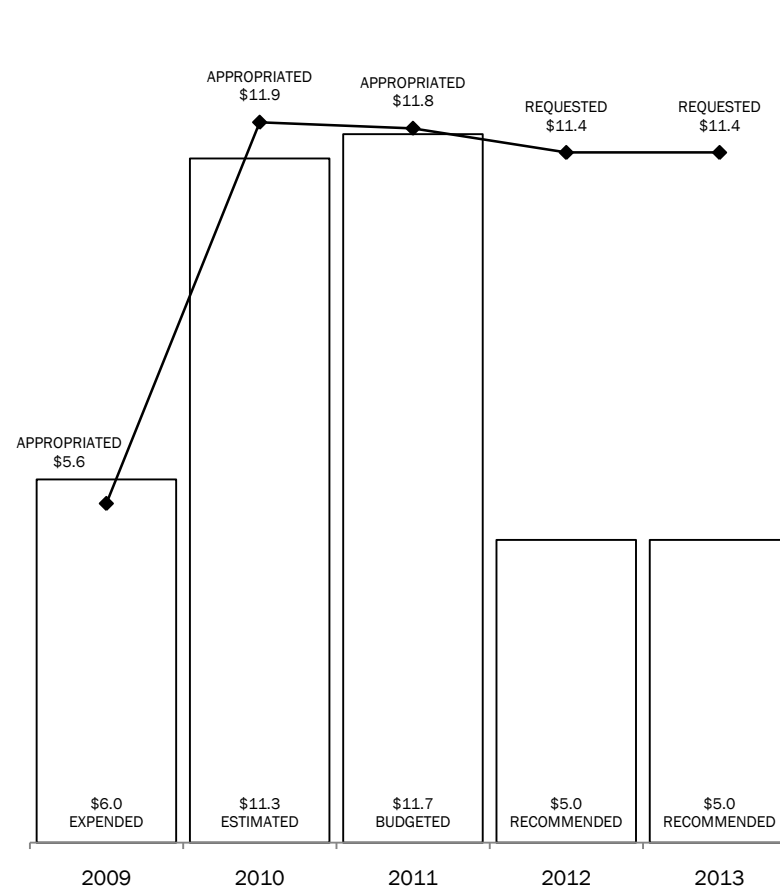 APPROPRIATED
$11.9
APPROPRIATED
$11.8
REQUESTED
$11.4
REQUESTED
$11.4
APPROPRIATED
$5.6
$6.0
EXPENDED
$11.3
ESTIMATED
$11.7
BUDGETED
$5.0
RECOMMENDED
$5.0
RECOMMENDED
2009
2010
2011
2012
2013